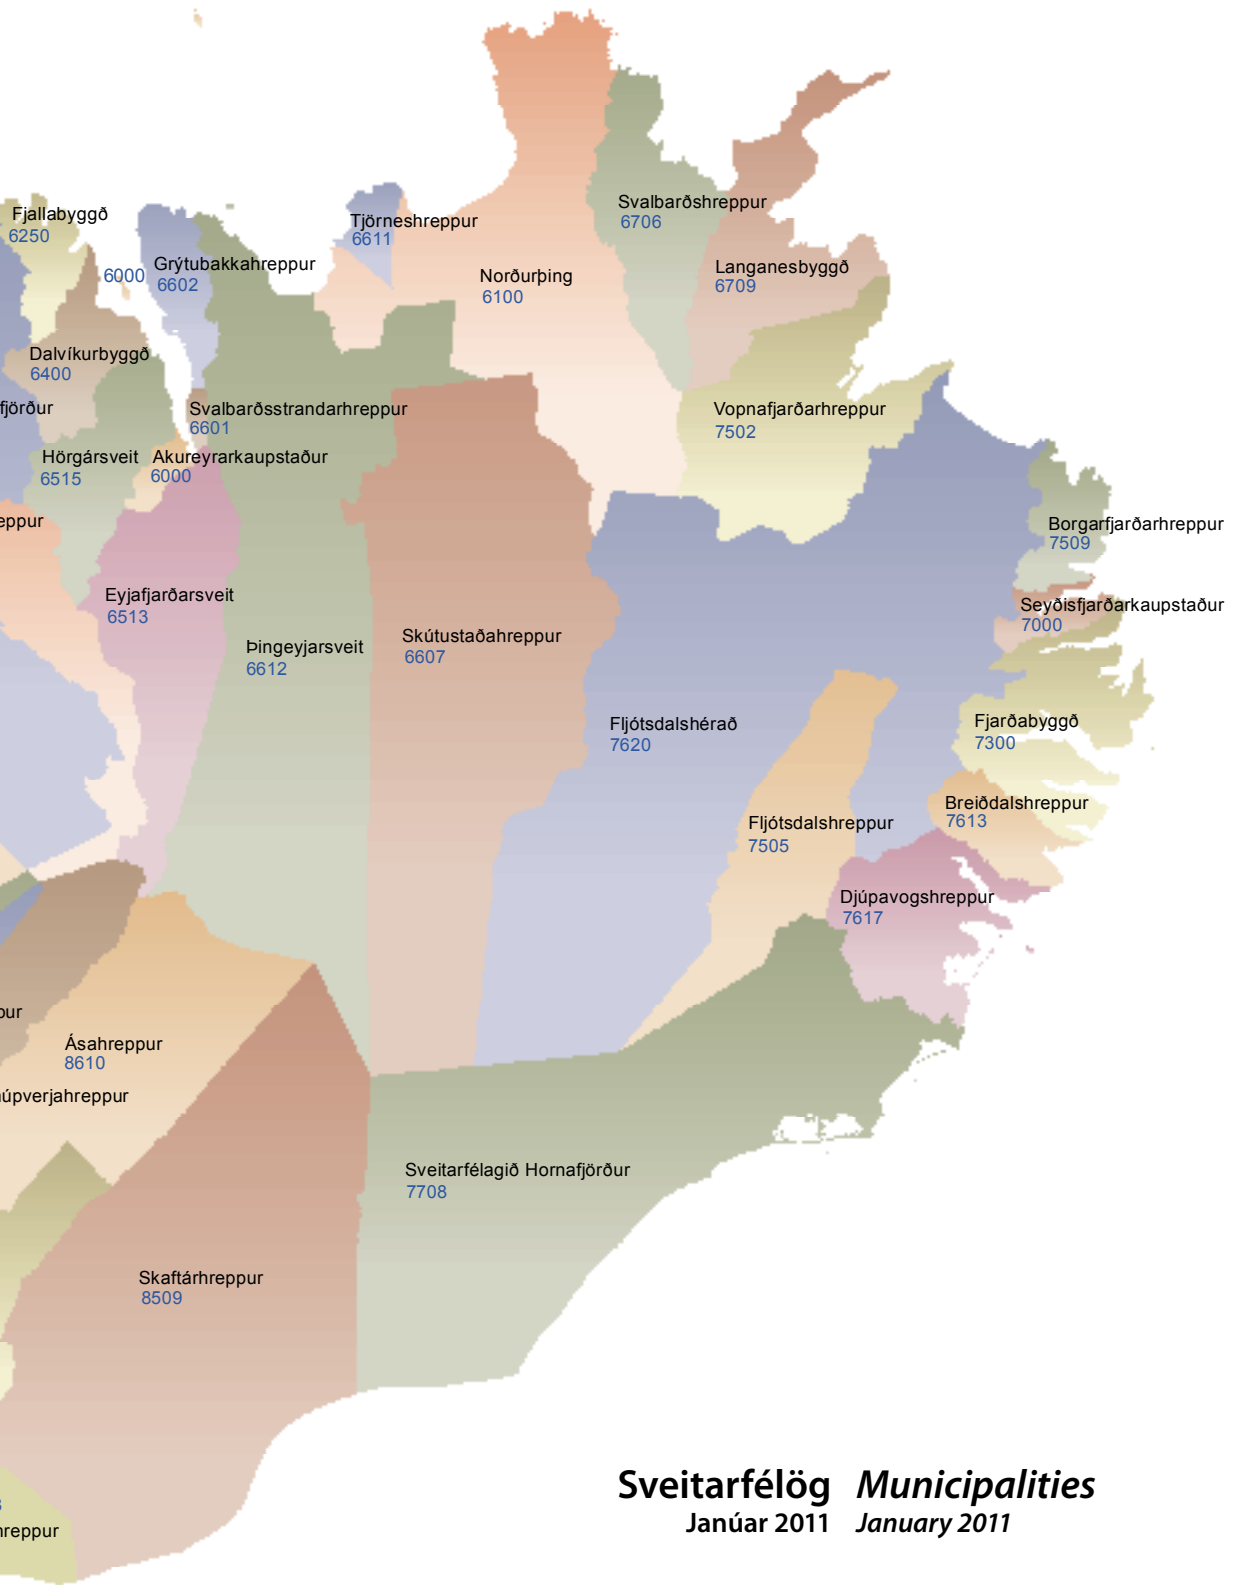 Fjallabyggð
6250
Svalbarðshreppur
6706
Tjörneshreppur
6611
Grýtubakkahreppur
6602
6000
Norðurþing
6100
Langanesbyggð
6709
Dalvíkurbyggð
6400
fjörður
Svalbarðsstrandarhreppur
6601
Vopnafjarðarhreppur
7502
Hörgársveit
6515
Akureyrarkaupstaður
6000
eppur
Borgarfjarðarhreppur
7509
Eyjafjarðarsveit
6513
Seyðisfjarðarkaupstaður
7000
Þingeyjarsveit
6612
Skútustaðahreppur
6607
Fljótsdalshérað
7620
Fjarðabyggð
7300
Breiðdalshreppur
7613
Fljótsdalshreppur
7505
Djúpavogshreppur
7617
pur
Ásahreppur
8610
núpverjahreppur
Sveitarfélagið Hornafjörður
7708
Skaftárhreppur
8509
hreppur
Sveitarfélög Municipalities
Janúar 2011 January 2011